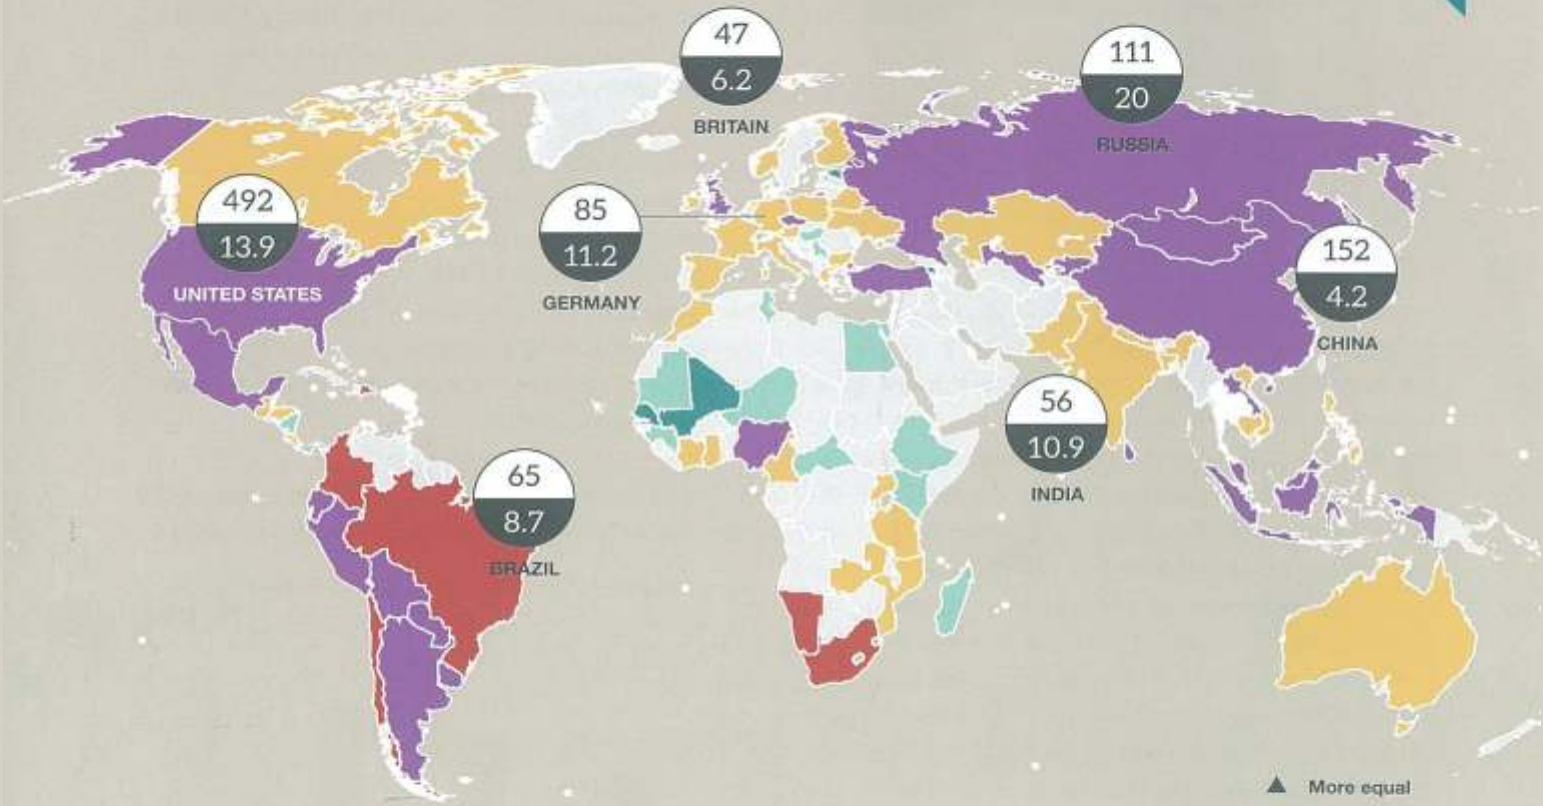 47
6.2
BRITAIN
111
20
RUSSIA
492
13.9
UNITED STATES
85
11.2
GERMANY
152
4.2
CHINA
56
10.9
INDIA
65
8.7
BRAZIL
▲ More equal